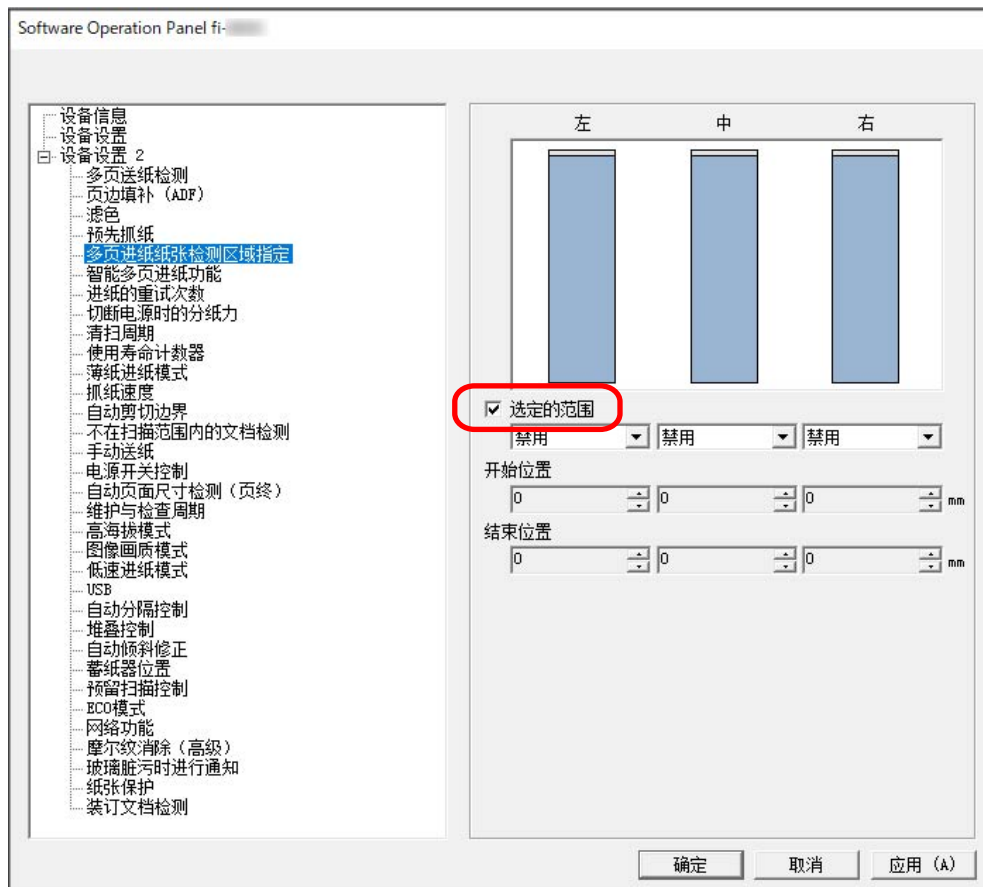 Software Operation Panel fi-
设备信息
设备设置
设备设置 2
多页送纸检测
页边填补（ADF）
滤色
预先抓纸
多页进纸纸张检测区域指定
智能多页进纸功能
进纸的重试次数
切断电源时的分纸力
清扫周期
使用寿命计数器
薄纸进纸模式
抓纸速度
自动剪切边界
不在扫描范围内的文档检测
手动送纸
电源开关控制
自动页面尺寸检测（页终）
维护与检查周期
高海拔模式
图像画质模式
低速进纸模式
USB
自动分隔控制
堆叠控制
自动倾斜修正
蓄纸器位置
预留扫描控制
ECO模式
网络功能
摩尔纹消除（高级）
玻璃脏污时进行通知
纸张保护
装订文档检测
左 中 右
选定的范围
禁用 禁用 禁用
开始位置
0 0 0 mm
结束位置
0 0 0 mm
确定 取消 应用 (A)